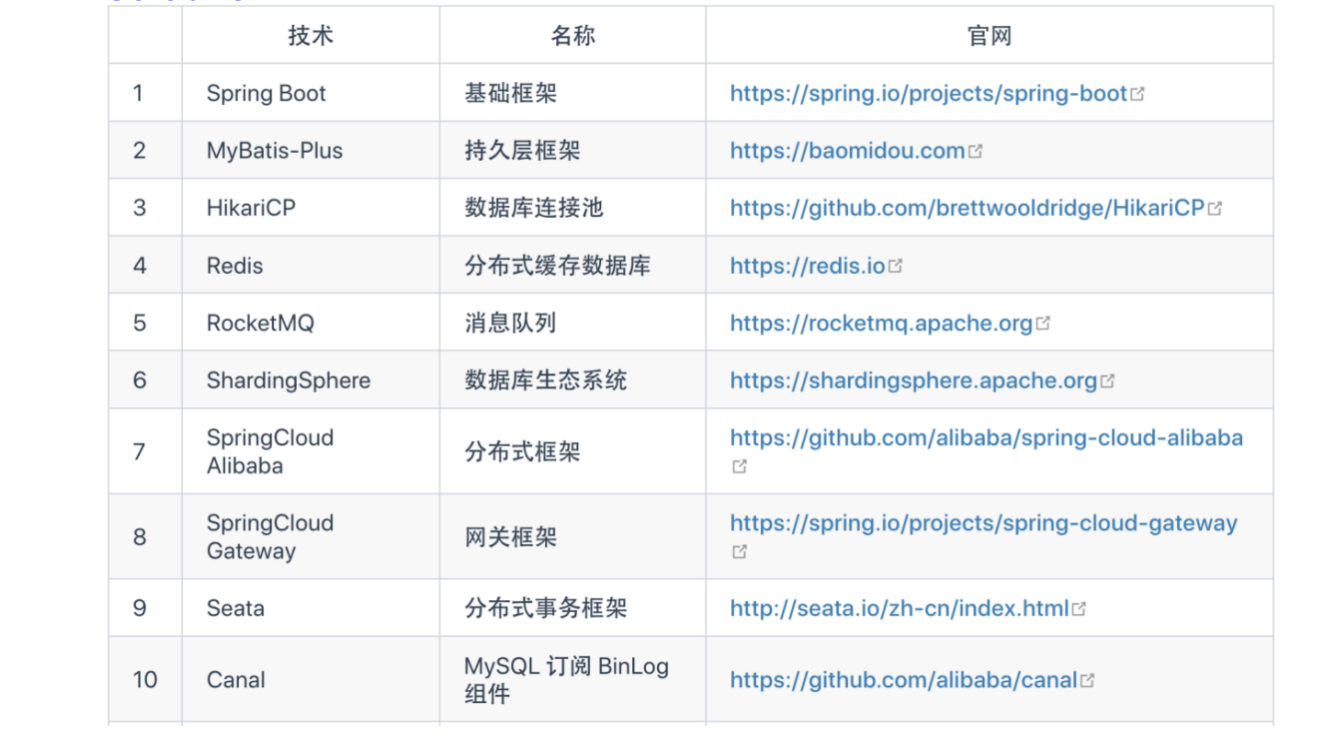 技术 名称 官网
1 Spring Boot 基础框架 https://spring.io/projects/spring-boot
2 MyBatis-Plus 持久层框架 https://baomidou.com
3 HikariCP 数据库连接池 https://github.com/brettwooldridge/HikariCP
4 Redis 分布式缓存数据库 https://redis.io
5 RocketMQ 消息队列 https://rocketmq.apache.org
6 ShardingSphere 数据库生态系统 https://shardingsphere.apache.org
7 SpringCloud Alibaba 分布式框架 https://github.com/alibaba/spring-cloud-alibaba
8 SpringCloud Gateway 网关框架 https://spring.io/projects/spring-cloud-gateway
9 Seata 分布式事务框架 http://seata.io/zh-cn/index.html
10 Canal MySQL 订阅 BinLog 组件 https://github.com/alibaba/canal